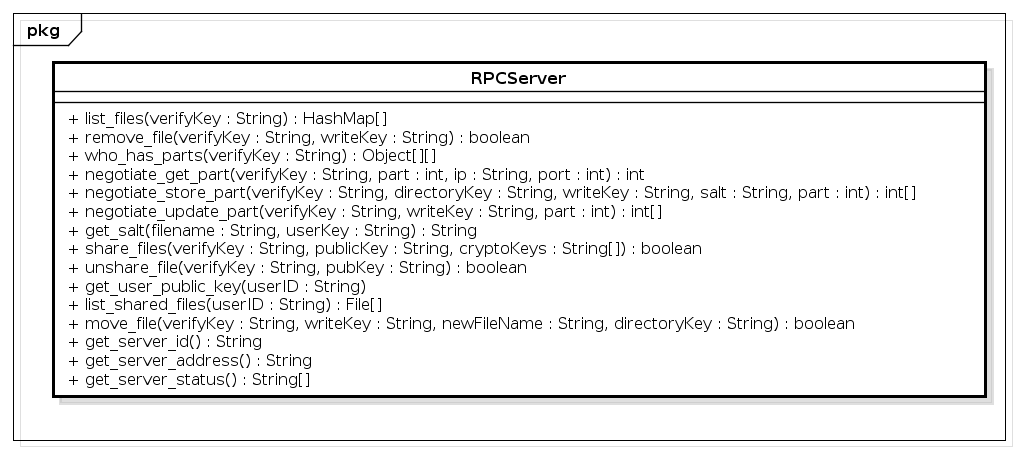 pkg
RPCServer
+ list_files(verifyKey : String) : HashMap[]
+ remove_file(verifyKey : String, writeKey : String) : boolean
+ who_has_parts(verifyKey : String) : Object[][]
+ negotiate_get_part(verifyKey : String, part : int, ip : String, port : int) : int
+ negotiate_store_part(verifyKey : String, directoryKey : String, writeKey : String, salt : String, part : int) : int[]
+ negotiate_update_part(verifyKey : String, writeKey : String, part : int) : int[]
+ get_salt(filename : String, userKey : String) : String
+ share_files(verifyKey : String, publicKey : String, cryptoKeys : String[]) : boolean
+ unshare_file(verifyKey : String, pubKey : String) : boolean
+ get_user_public_key(userID : String)
+ list_shared_files(userID : String) : File[]
+ move_file(verifyKey : String, writeKey : String, newFileName : String, directoryKey : String) : boolean
+ get_server_id() : String
+ get_server_address() : String
+ get_server_status() : String[]